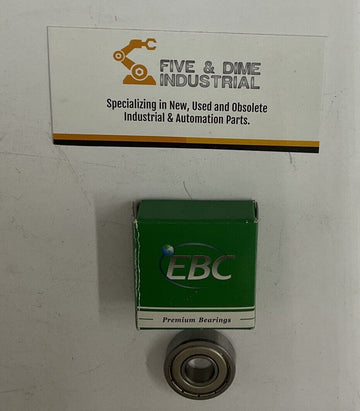 FIVE & DIME
INDUSTRIAL
Specializing in New, Used and Obsolete
Industrial & Automation Parts.
EBC
Premium Bearings